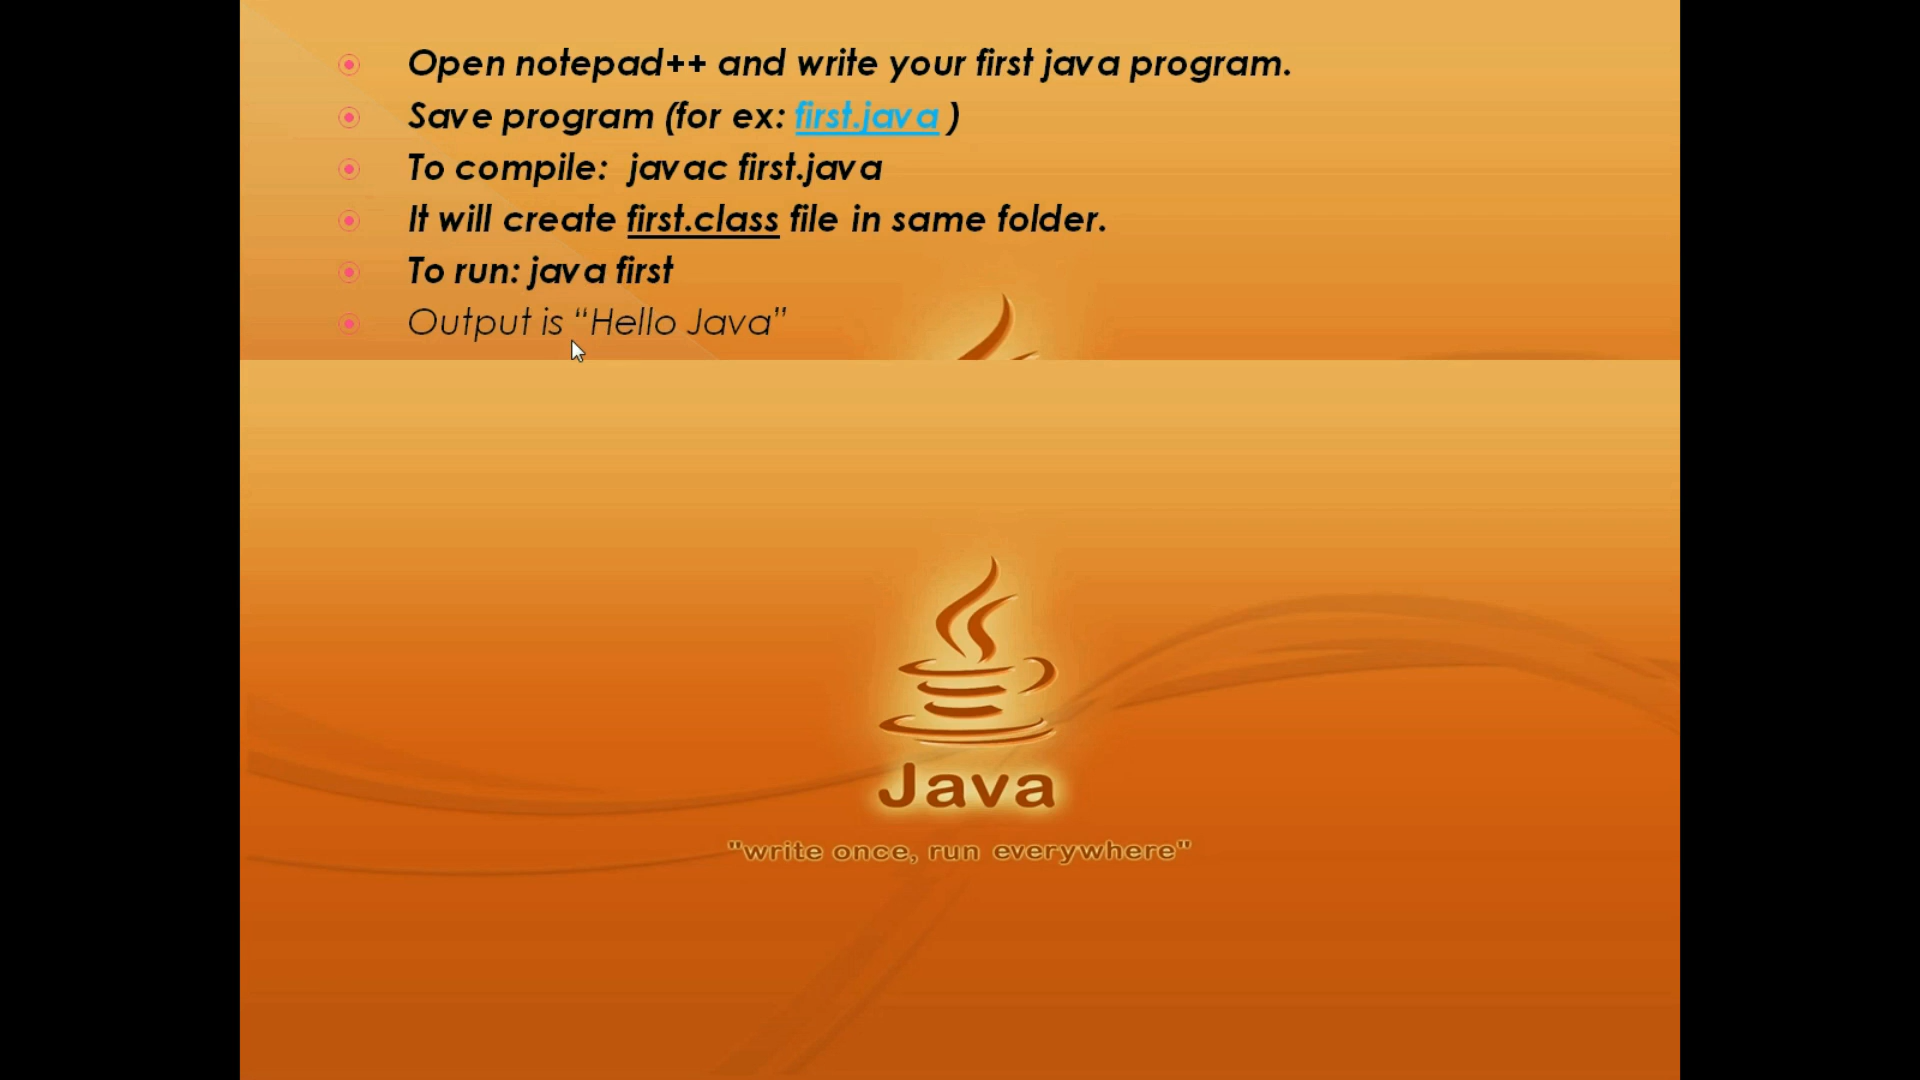 Open notepad++ and write your first java program.
Save program (for ex: first.java )
To compile: javac first.java
It will create first.class file in same folder.
To run: java first
Output is “Hello Java”
Java
"write once, run everywhere"